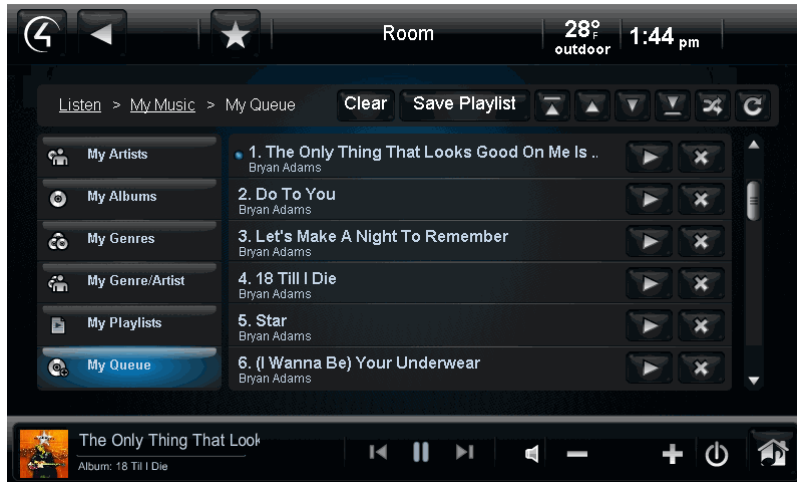 4
Room
28°F
outdoor
1:44 pm
Listen > My Music > My Queue
Clear
Save Playlist
My Artists
My Albums
My Genres
My Genre/Artist
My Playlists
My Queue
1. The Only Thing That Looks Good On Me Is ..
Bryan Adams
2. Do To You
Bryan Adams
3. Let's Make A Night To Remember
Bryan Adams
4. 18 Till I Die
Bryan Adams
5. Star
Bryan Adams
6. (I Wanna Be) Your Underwear
Bryan Adams
The Only Thing That Look
Album: 18 Til I Die